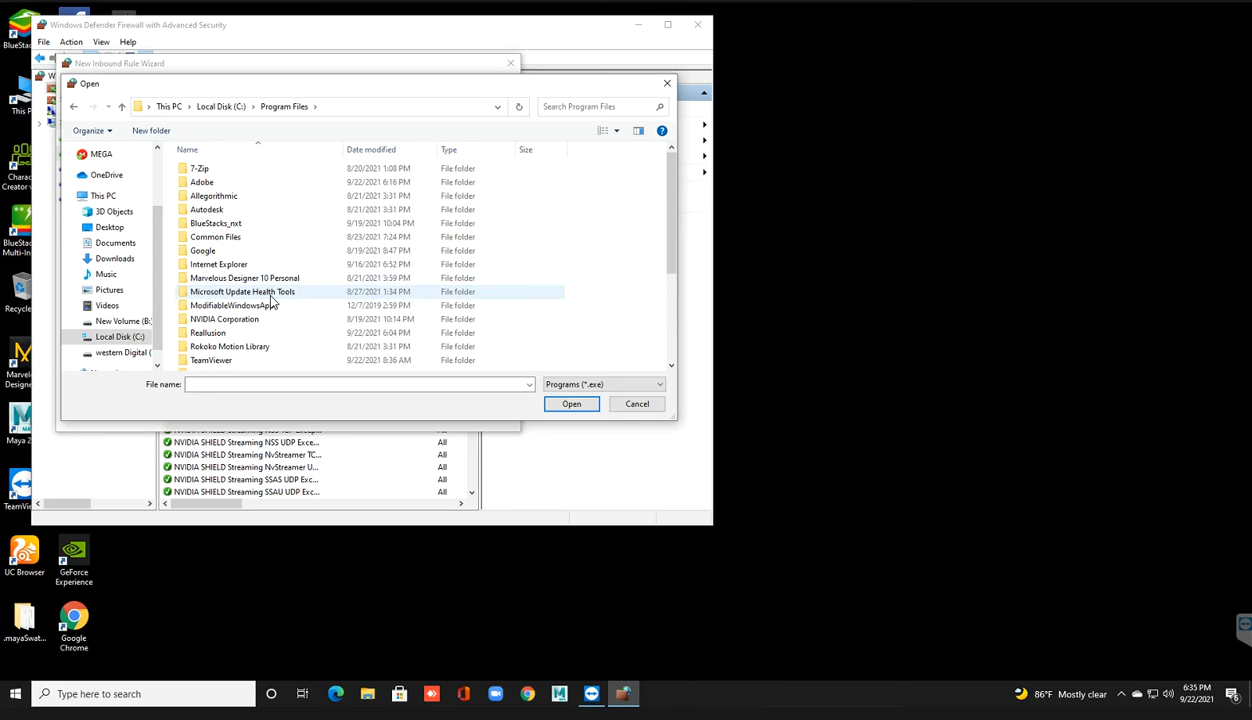 BlueStac
Windows Defender Firewall with Advanced Security
File Action View Help
New Inbound Rule Wizard
Open
This PC > Local Disk (C:) > Program Files >
Search Program Files
Organize
New folder
Name
Date modified
Type
Size
MEGA
OneDrive
This PC
3D Objects
Desktop
Documents
Downloads
Music
Pictures
Videos
New Volume (B:
Local Disk (C:)
western Digital (
7-Zip 8/20/2021 1:08 PM File folder
Adobe 9/22/2021 6:16 PM File folder
Allegorithmic 8/21/2021 3:31 PM File folder
Autodesk 8/21/2021 3:31 PM File folder
BlueStacks_nxt 9/19/2021 10:04 PM File folder
Common Files 8/23/2021 7:24 PM File folder
Google 8/19/2021 8:47 PM File folder
Internet Explorer 9/16/2021 6:52 PM File folder
Marvelous Designer 10 Personal 8/21/2021 3:59 PM File folder
Microsoft Update Health Tools 8/27/2021 1:34 PM File folder
ModifiableWindowsApps 12/7/2019 2:59 PM File folder
NVIDIA Corporation 8/19/2021 10:14 PM File folder
Reallusion 9/22/2021 6:04 PM File folder
Rokoko Motion Library 8/21/2021 3:31 PM File folder
TeamViewer 9/22/2021 8:36 AM File folder
File name:
Programs (*.exe)
Open
Cancel
NVIDIA SHIELD Streaming NSS UDP Exce... All
NVIDIA SHIELD Streaming NvStreamer TC... All
NVIDIA SHIELD Streaming NvStreamer U... All
NVIDIA SHIELD Streaming SSAS UDP Exc... All
NVIDIA SHIELD Streaming SSAU UDP Exc... All
This P
Charac
Creator v
BlueStac
Multi-In
Recycle
Marvelo
Designe
Maya 2
TeamV
UC Browser
GeForce
Experience
.mayaSwat...
Google
Chrome
Type here to search
86°F Mostly clear
6:35 PM
9/22/2021
6